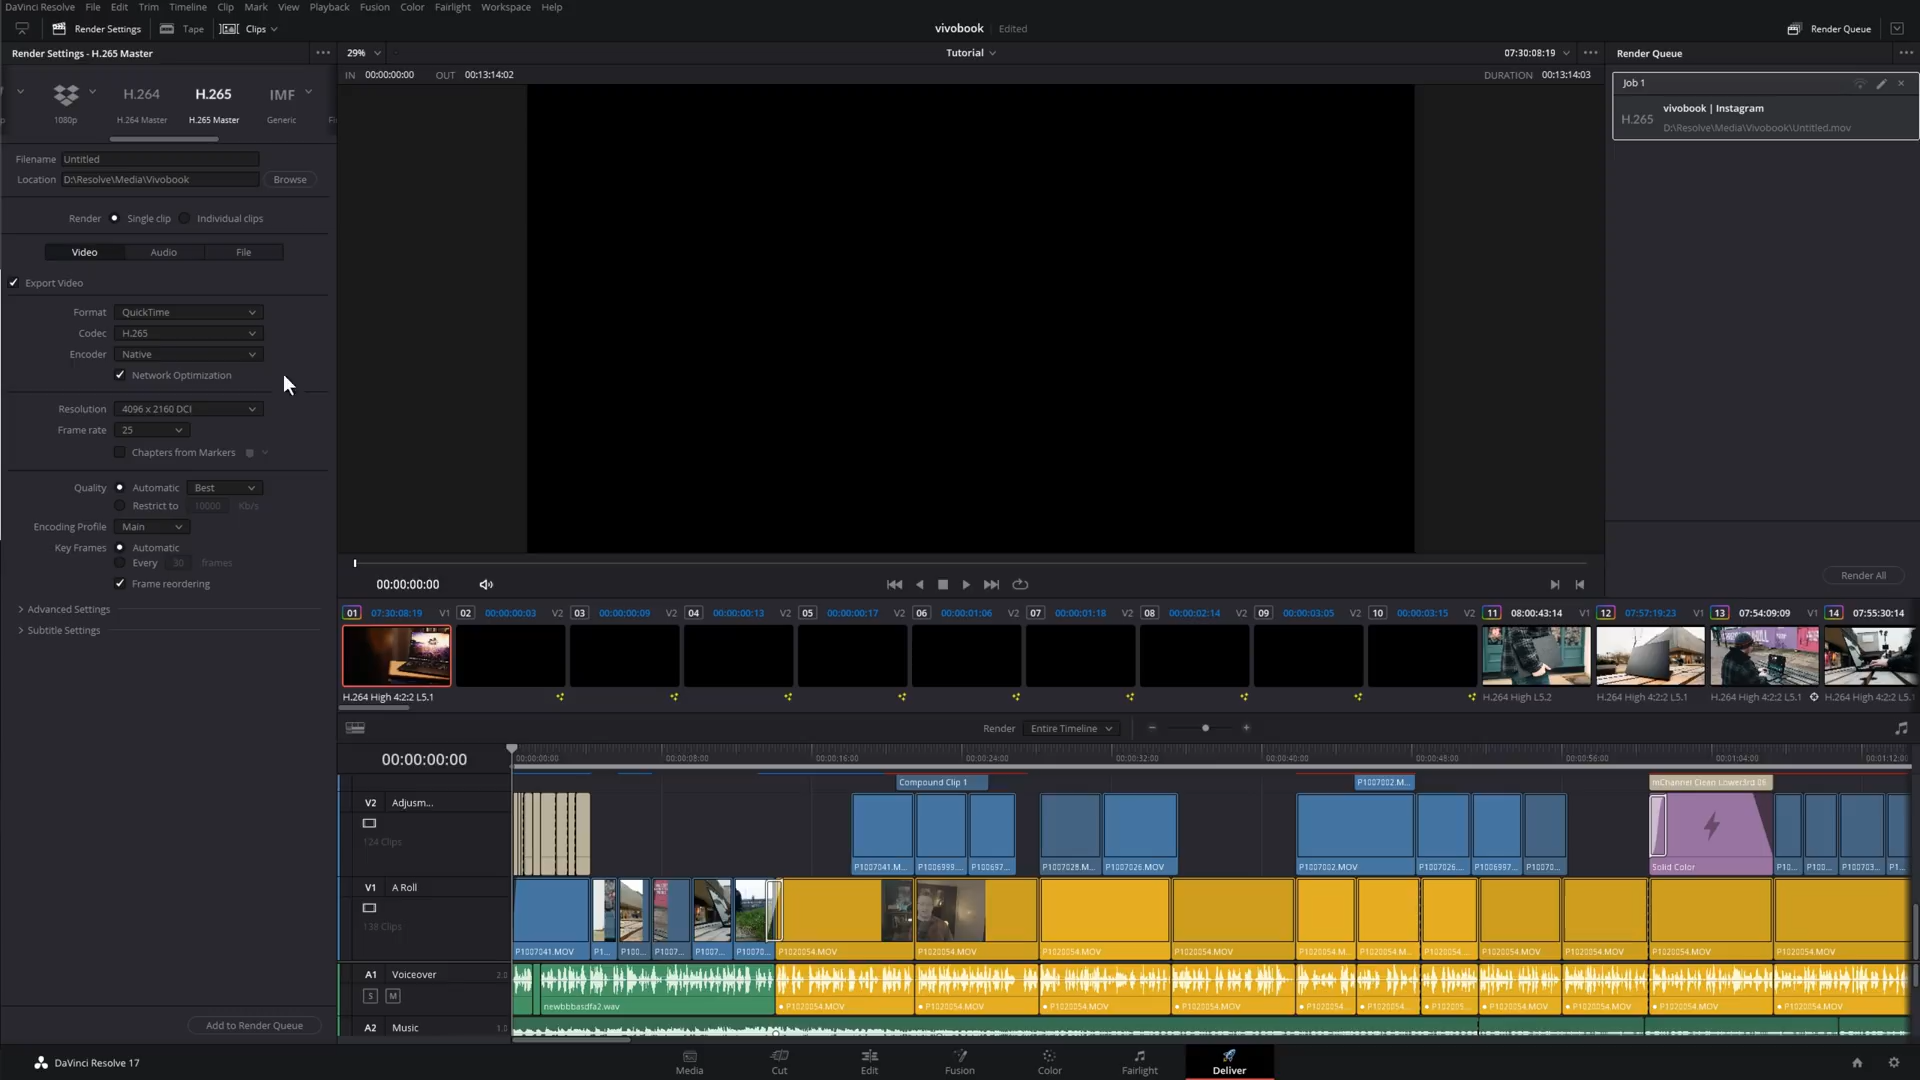 DaVinci Resolve File Edit Trim Timeline Clip Mark View Playback Fusion Color Fairlight Workspace Help
Render Settings Tape Clips vivobook Edited Render Queue
Render Settings - H.265 Master 29% Tutorial 07:30:08:19 Render Queue
IN 00:00:00:00 OUT 00:13:14:02 DURATION 00:13:14:03
Job 1
H.264 H.265 IMF
1080p H.264 Master H.265 Master Generic
vivobook | Instagram
H.265
D:\Resolve\Media\Vivobook\Untitled.mov
Filename Untitled
Location D:\Resolve\Media\Vivobook Browse
Render Single clip Individual clips
Video Audio File
Export Video
Format QuickTime
Codec H.265
Encoder Native
Network Optimization
Resolution 4096 x 2160 DCI
Frame rate 25
Chapters from Markers
Quality Automatic Best
Restrict to 10000 Kb/s
Encoding Profile Main
Key Frames Automatic
Every 30 frames
Frame reordering
Advanced Settings
Subtitle Settings
Add to Render Queue
00:00:00:00
Render All
01 07:30:08:19 V1 02 00:00:00:03 V2 03 00:00:00:09 V2 04 00:00:00:13 V2 05 00:00:00:17 V2 06 00:00:01:06 V2 07 00:00:01:18 V2 08 00:00:02:14 V2 09 00:00:03:05 V2 10 00:00:03:15 V2 11 08:00:43:14 V1 12 07:57:19:23 V1 13 07:54:09:09 V1 14 07:55:30:14
H.264 High 4:2:2 L5.1 H.264 High L5.2 H.264 High 4:2:2 L5.1 H.264 High 4:2:2 L5.1 H.264 High 4:2:2 L5.1
Render Entire Timeline
00:00:00:00 00:00:00:00 00:00:08:00 00:00:16:00 00:00:24:00 00:00:32:00 00:00:40:00 00:00:48:00 00:00:56:00 00:01:04:00 00:01:12:00
Compound Clip 1 P1007002.M... mChannel Clean Lower3rd 06
V2 Adjusm...
124 Clips
P1007041.M... P1006999... P100697... P1007028.M... P1007026.MOV P1007002.MOV P1007026... P1006997... P10070... Solid Color P10... P100... P100703... P1...
V1 A Roll
138 Clips
P1007041.MOV P1... P100... P1007... P1007... P10070... P1020054.MOV P1020054.MOV P1020054.MOV P1020054.MOV P1020054.M... P1020054... P1020054... P1020054.MOV P1020054.MOV P1020054.MOV P1020054.MOV
A1 Voiceover 2.0
S M
newbbbasdfa2.wav P1020054.MOV P1020054.MOV P1020054.MOV P1020054.MOV P1020054... P1020054... P102005... P1020054.MOV P1020054.MOV P1020054.MOV P1020054.MOV
A2 Music 1.0
DaVinci Resolve 17
Media Cut Edit Fusion Color Fairlight Deliver